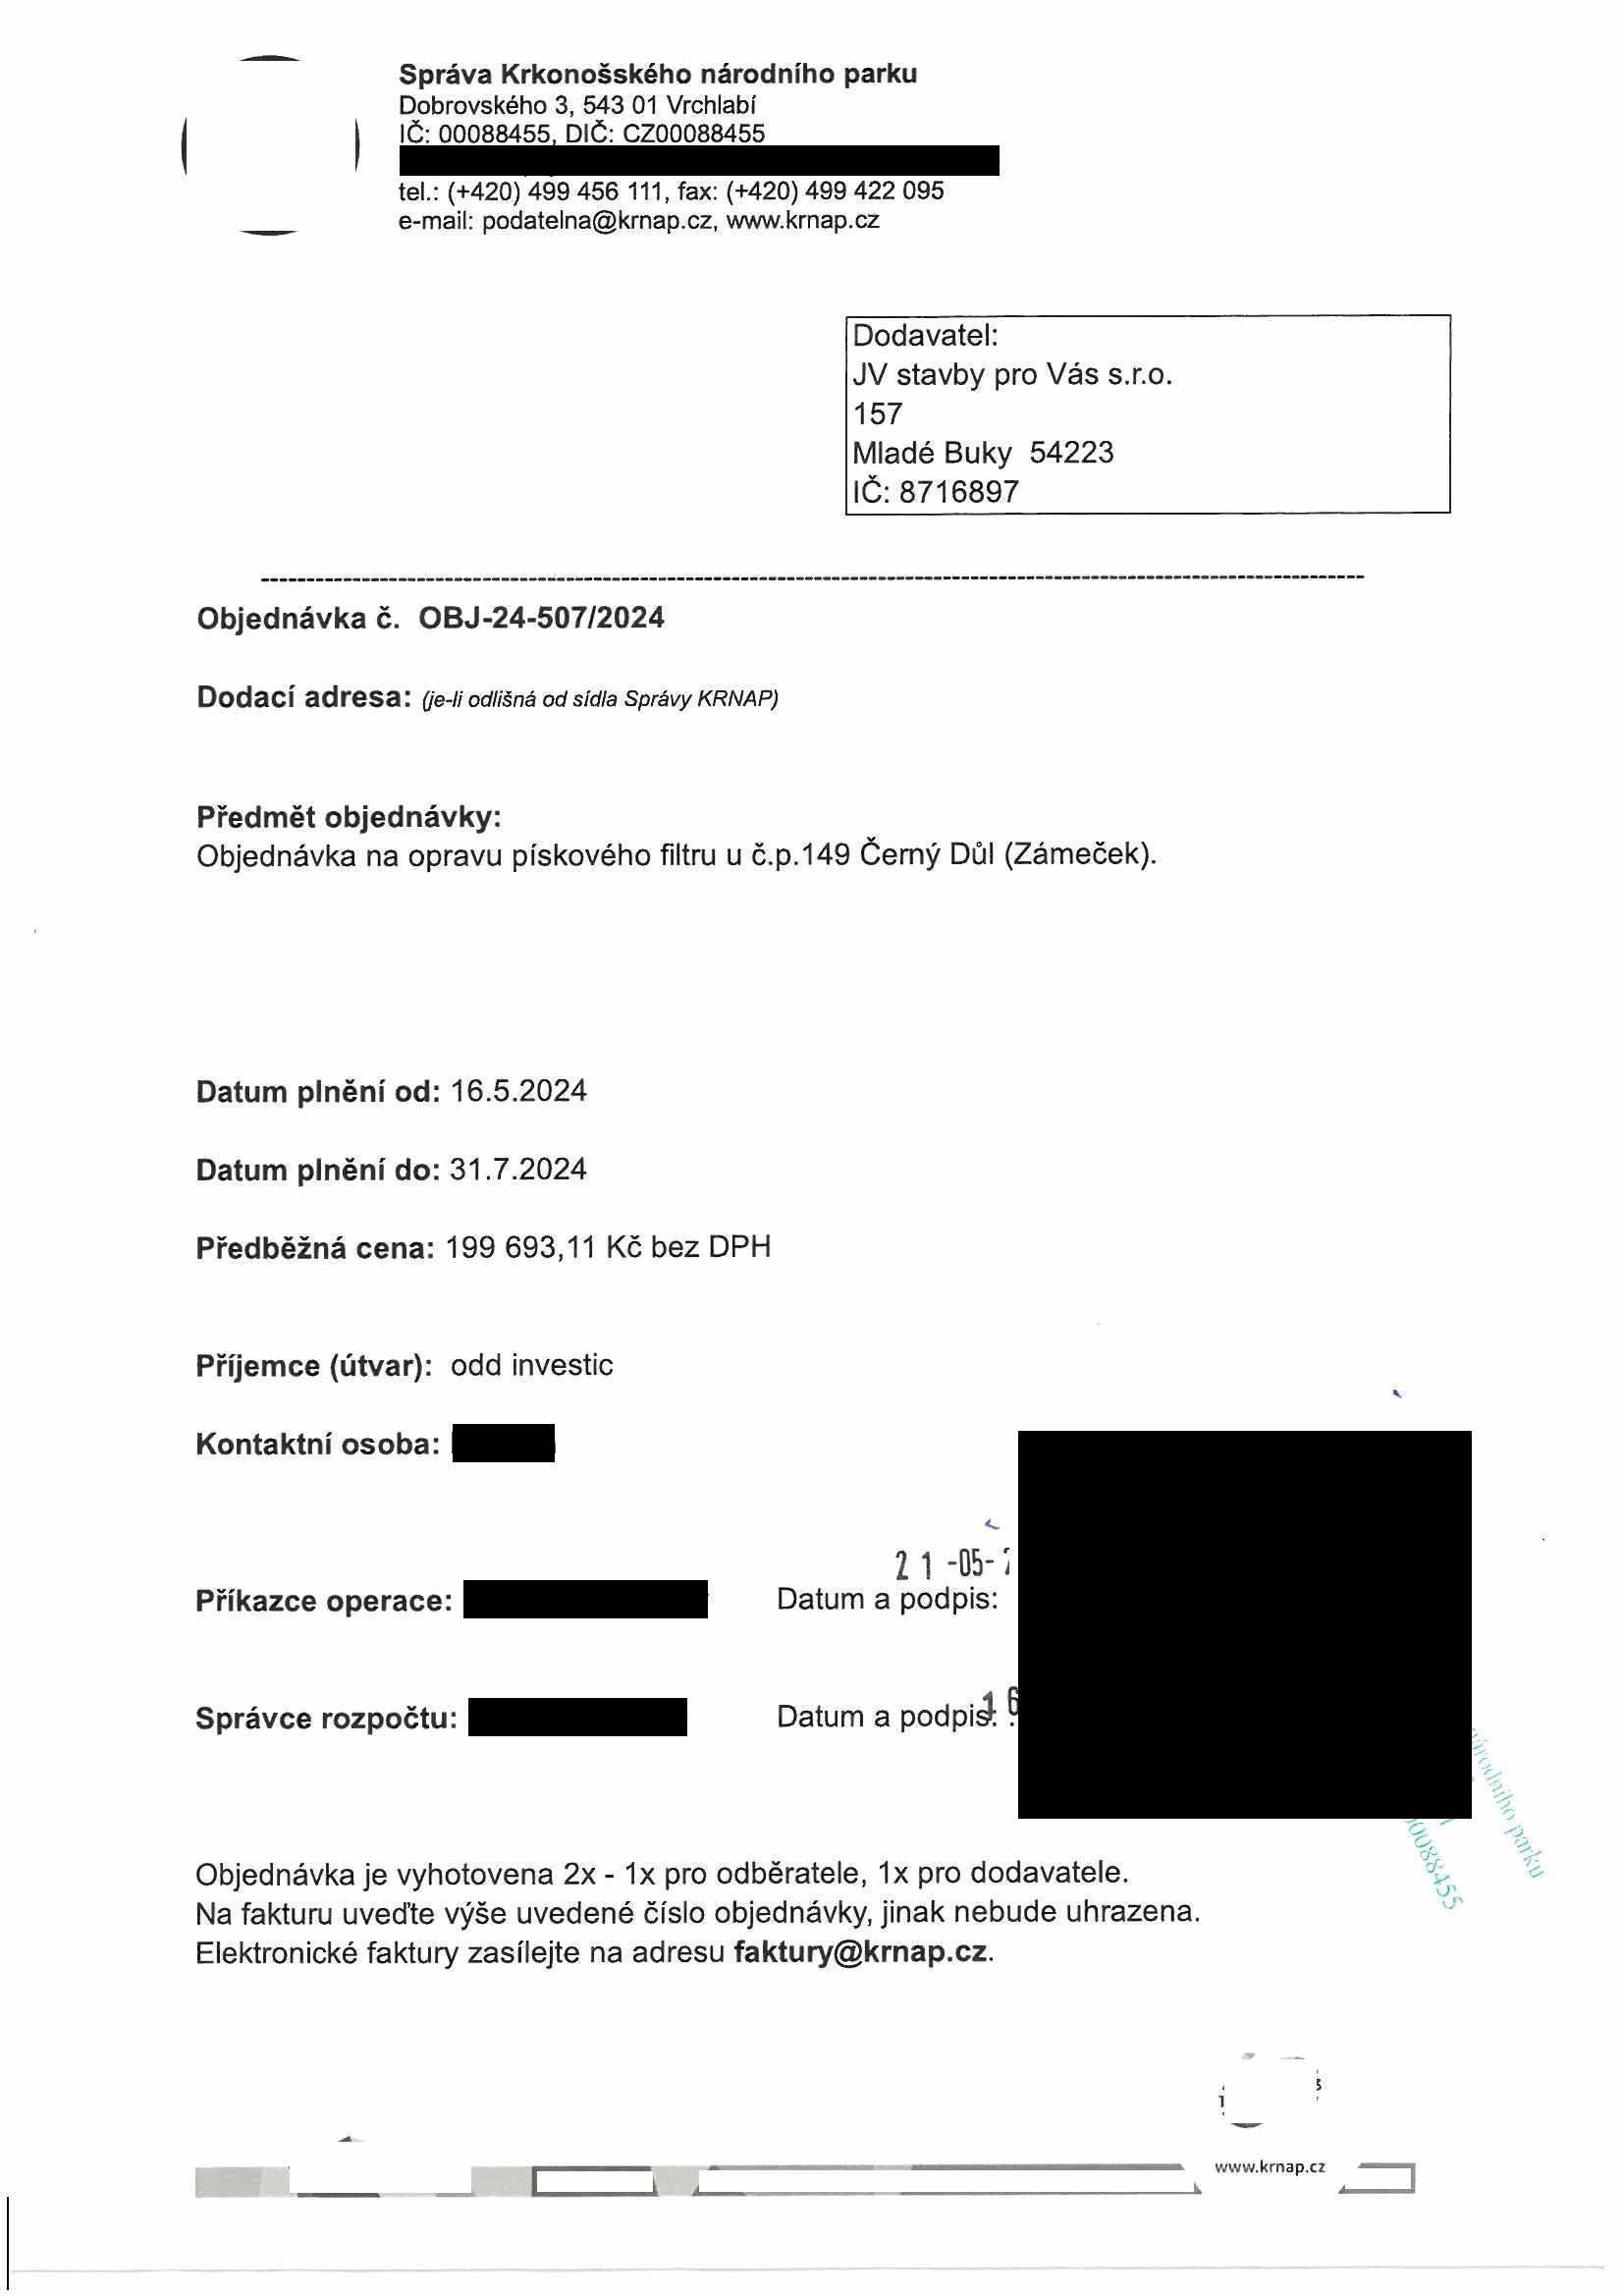 Správa Krkonošského národního parku
Dobrovského 3, 543 01 Vrchlabí
IČ: 00088455, DIČ: CZ00088455
tel.: (+420) 499 456 111, fax: (+420) 499 422 095
e-mail: podatelna@krnap.cz, www.krnap.cz
Dodavatel:
JV stavby pro Vás s.r.o.
157
Mladé Buky 54223
IČ: 8716897
Objednávka č. OBJ-24-507/2024
Dodací adresa: (je-li odlišná od sídla Správy KRNAP)
Předmět objednávky:
Objednávka na opravu pískového filtru u č.p.149 Černý Důl (Zámeček).
Datum plnění od: 16.5.2024
Datum plnění do: 31.7.2024
Předběžná cena: 199 693,11 Kč bez DPH
Příjemce (útvar): odd investic
Kontaktní osoba:
21-05-
Příkazce operace: Datum a podpis:
Správce rozpočtu: Datum a podpis: 16
národního parku
00088455
Objednávka je vyhotovena 2x - 1x pro odběratele, 1x pro dodavatele.
Na fakturu uveďte výše uvedené číslo objednávky, jinak nebude uhrazena.
Elektronické faktury zasílejte na adresu faktury@krnap.cz.
www.krnap.cz